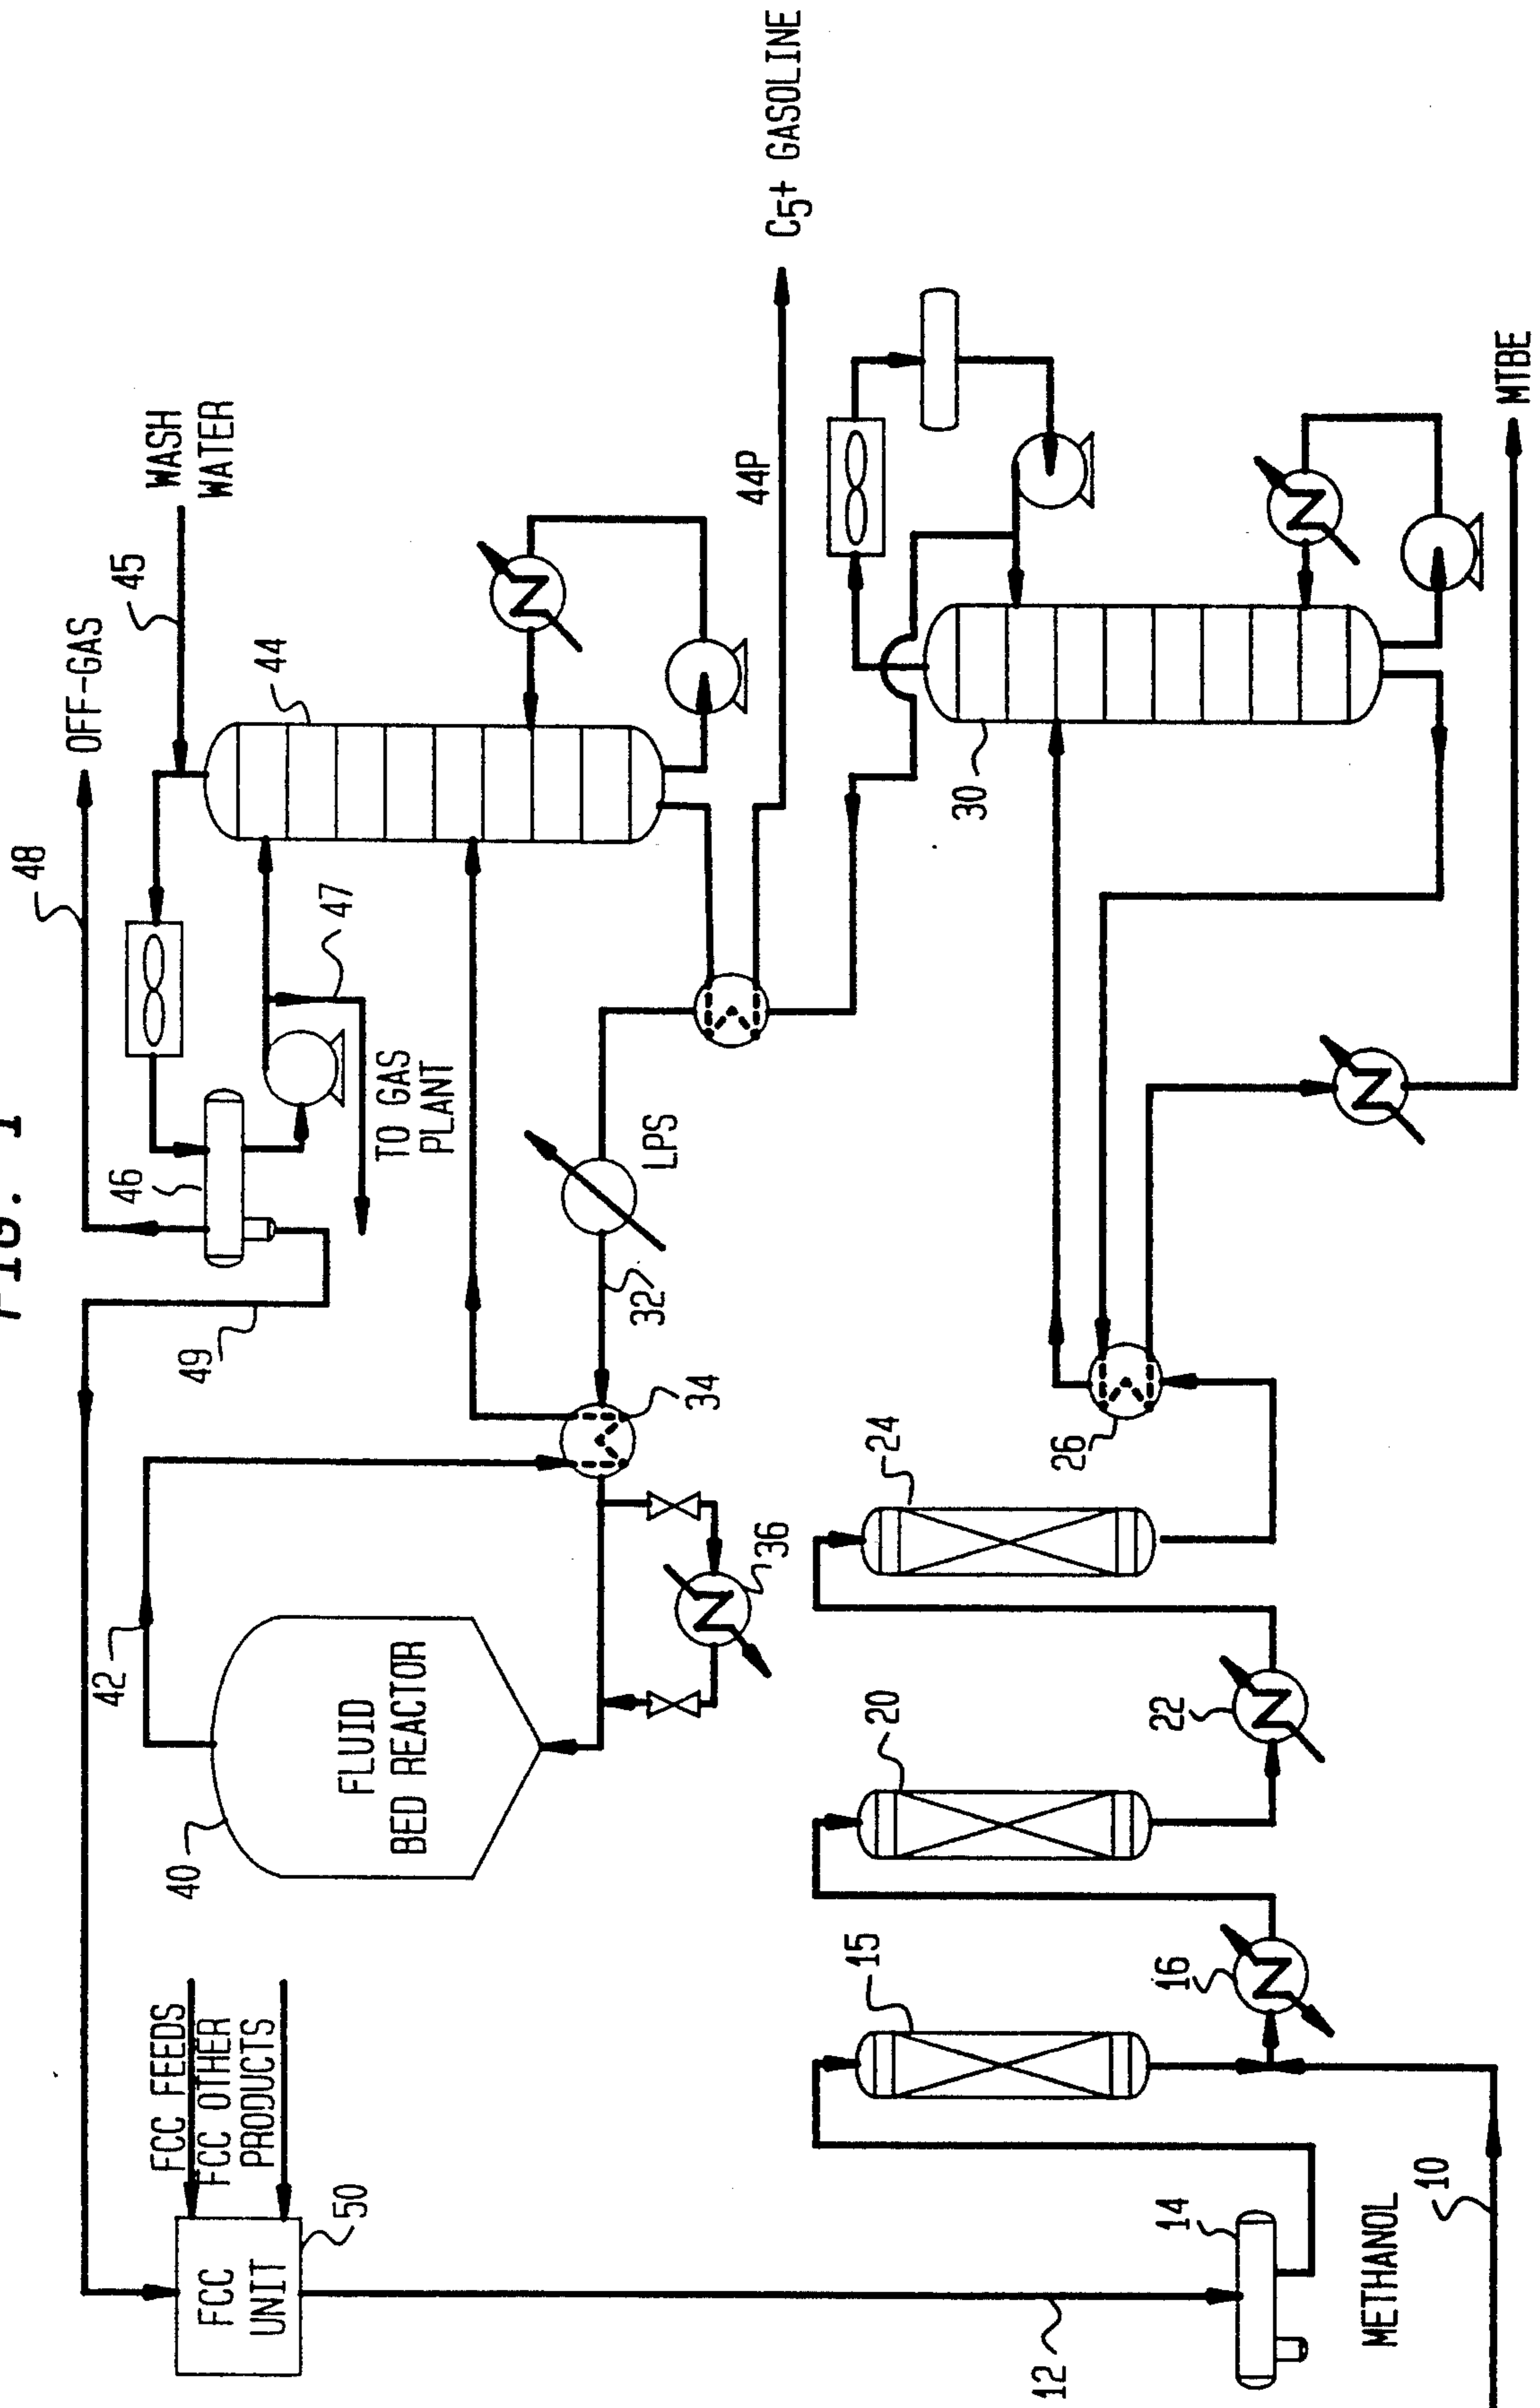 FIG. 1
FCC FEEDS
FCC OTHER
PRODUCTS
FCC
UNIT
50
49
48
OFF-GAS
45
WASH
WATER
42
40
FLUID
BED REACTOR
46
47
TO GAS
PLANT
44
34
32
LPS
36
44P
C5+ GASOLINE
12
14
15
16
20
22
24
26
30
METHANOL
10
MTBE